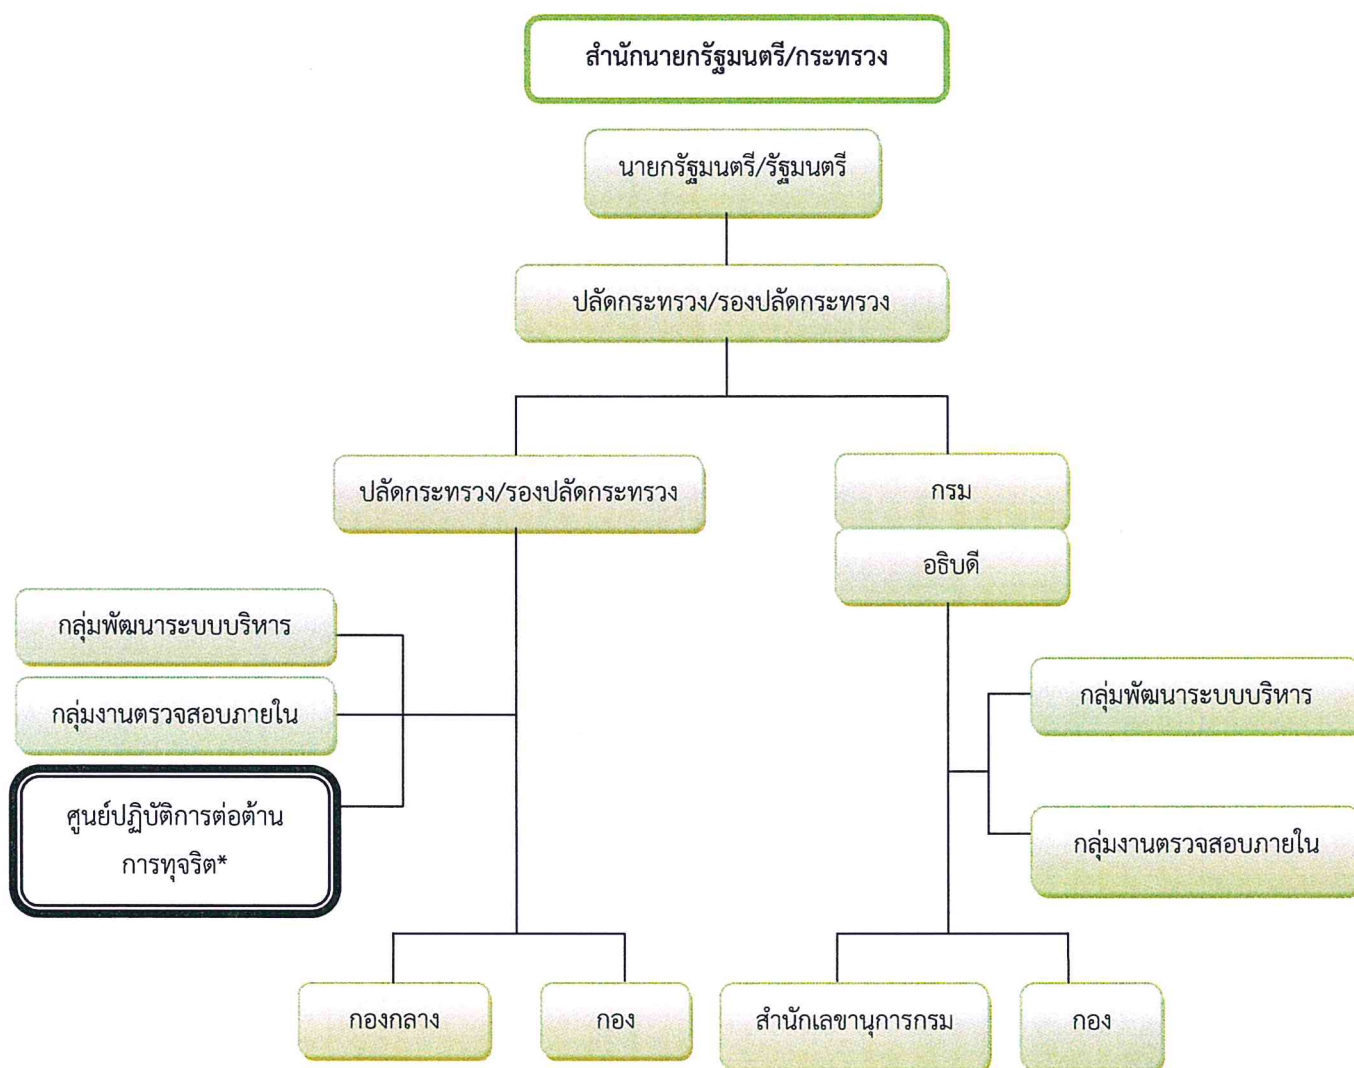 สำนักนายกรัฐมนตรี/กระทรวง
นายกรัฐมนตรี/รัฐมนตรี
ปลัดกระทรวง/รองปลัดกระทรวง
ปลัดกระทรวง/รองปลัดกระทรวง
กรม
อธิบดี
กลุ่มพัฒนาระบบบริหาร
กลุ่มงานตรวจสอบภายใน
ศูนย์ปฏิบัติการต่อต้าน
การทุจริต*
กลุ่มพัฒนาระบบบริหาร
กลุ่มงานตรวจสอบภายใน
กองกลาง
กอง
สำนักเลขานุการกรม
กอง